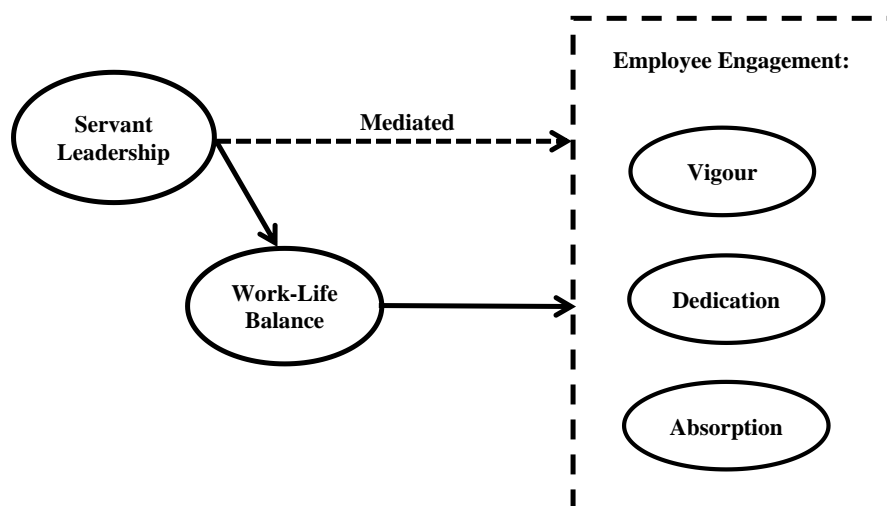 Employee Engagement:
Servant
Leadership
Mediated
Vigour
Work-Life
Balance
Dedication
Absorption